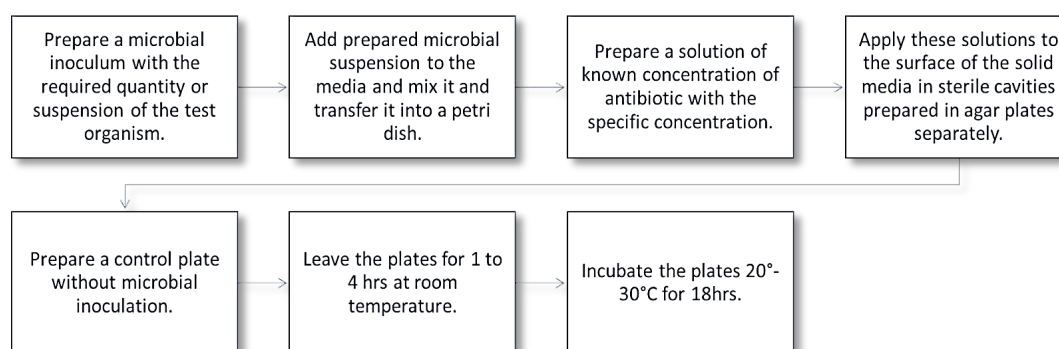 Prepare a microbial
inoculum with the
required quantity or
suspension of the test
organism.
Add prepared microbial
suspension to the
media and mix it and
transfer it into a petri
dish.
Prepare a solution of
known concentration of
antibiotic with the
specific concentration.
Apply these solutions to
the surface of the solid
media in sterile cavities
prepared in agar plates
separately.
Prepare a control plate
without microbial
inoculation.
Leave the plates for 1 to
4 hrs at room
temperature.
Incubate the plates 20°-
30°C for 18hrs.